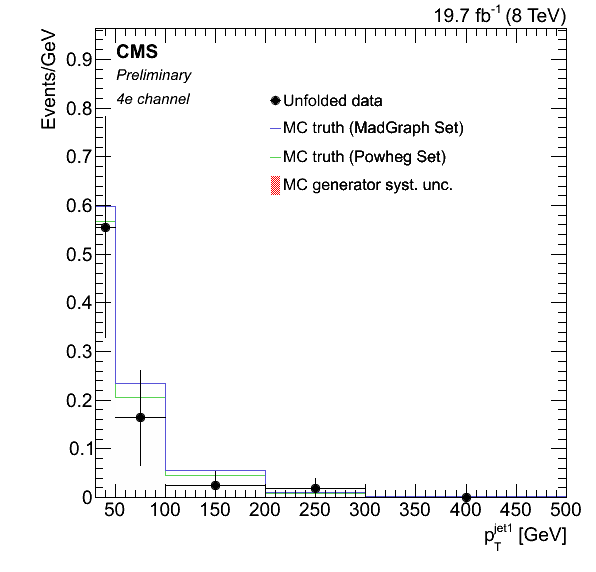 19.7 fb⁻¹ (8 TeV)
Events/GeV
CMS
Preliminary
4e channel
Unfolded data
MC truth (MadGraph Set)
MC truth (Powheg Set)
MC generator syst. unc.
0.9
0.8
0.7
0.6
0.5
0.4
0.3
0.2
0.1
0
50 100 150 200 250 300 350 400 450 500
p_T^jet1 [GeV]